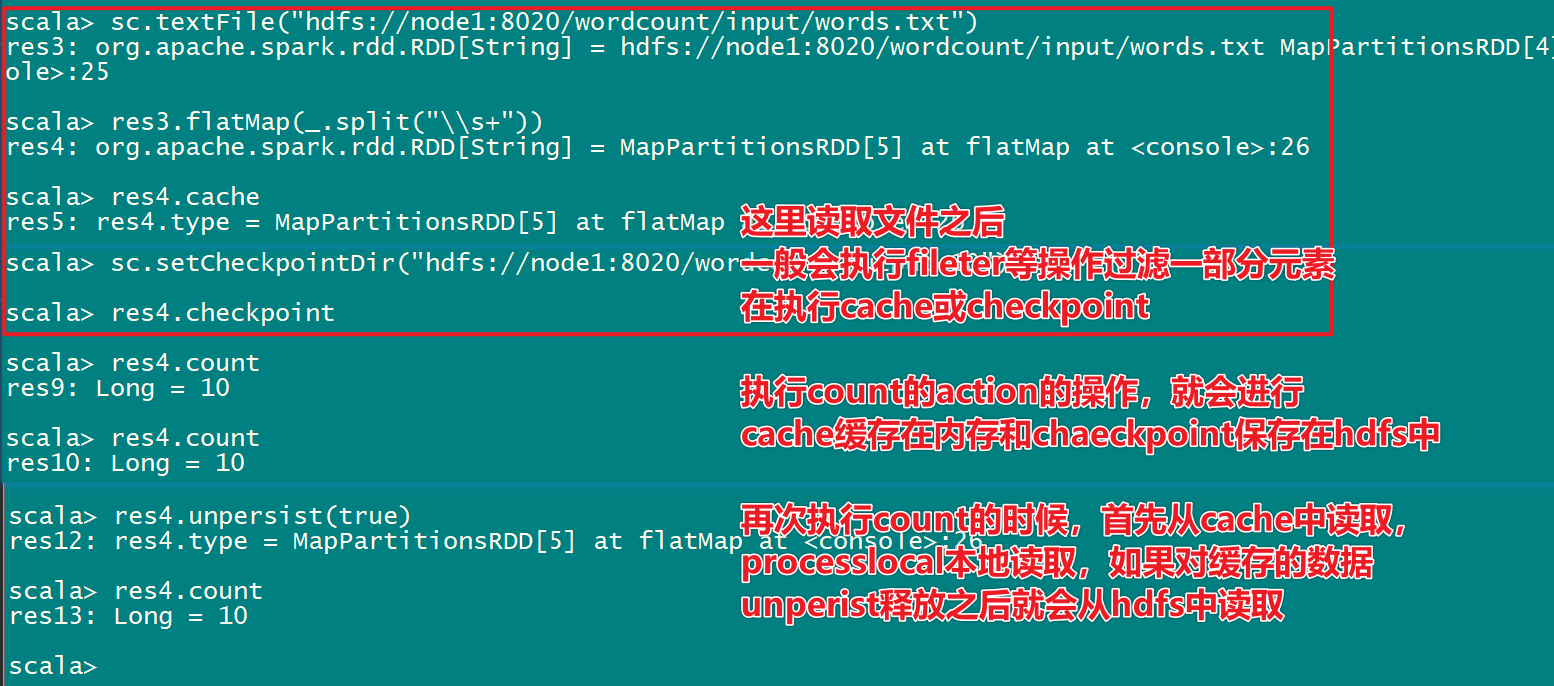 scala> sc.textFile("hdfs://node1:8020/wordcount/input/words.txt")
res3: org.apache.spark.rdd.RDD[String] = hdfs://node1:8020/wordcount/input/words.txt MapPartitionsRDD[4]
ole>:25
scala> res3.flatMap(_.split("\\s+"))
res4: org.apache.spark.rdd.RDD[String] = MapPartitionsRDD[5] at flatMap at <console>:26
scala> res4.cache
res5: res4.type = MapPartitionsRDD[5] at flatMap
这里读取文件之后
scala> sc.setCheckpointDir("hdfs://node1:8020/wordc
一般会执行fileter等操作过滤一部分元素
在执行cache或checkpoint
scala> res4.checkpoint
scala> res4.count
res9: Long = 10
执行count的action的操作，就会进行
cache缓存在内存和chaeckpoint保存在hdfs中
scala> res4.count
res10: Long = 10
scala> res4.unpersist(true)
res12: res4.type = MapPartitionsRDD[5] at flatMap at <console>:26
再次执行count的时候，首先从cache中读取，
processlocal本地读取，如果对缓存的数据
unperist释放之后就会从hdfs中读取
scala> res4.count
res13: Long = 10
scala>